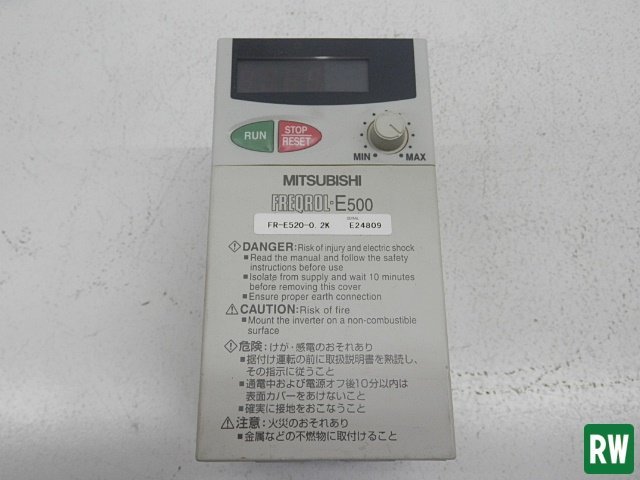 RUN
STOP
RESET
MIN
MAX
MITSUBISHI
FREQROL-E500
FR-E520-0.2K SERIAL E24809
DANGER: Risk of injury and electric shock
■ Read the manual and follow the safety
instructions before use
■ Isolate from supply and wait 10 minutes
before removing this cover
■ Ensure proper earth connection
CAUTION: Risk of fire
■ Mount the inverter on a non-combustible
surface
危険：けが・感電のおそれあり
■据付け運転の前に取扱説明書を熟読し、
その指示に従うこと
■通電中および電源オフ後10分以内は
表面カバーをあけないこと
■確実に接地をおこなうこと
注意：火災のおそれあり
■金属などの不燃物に取付けること
RW